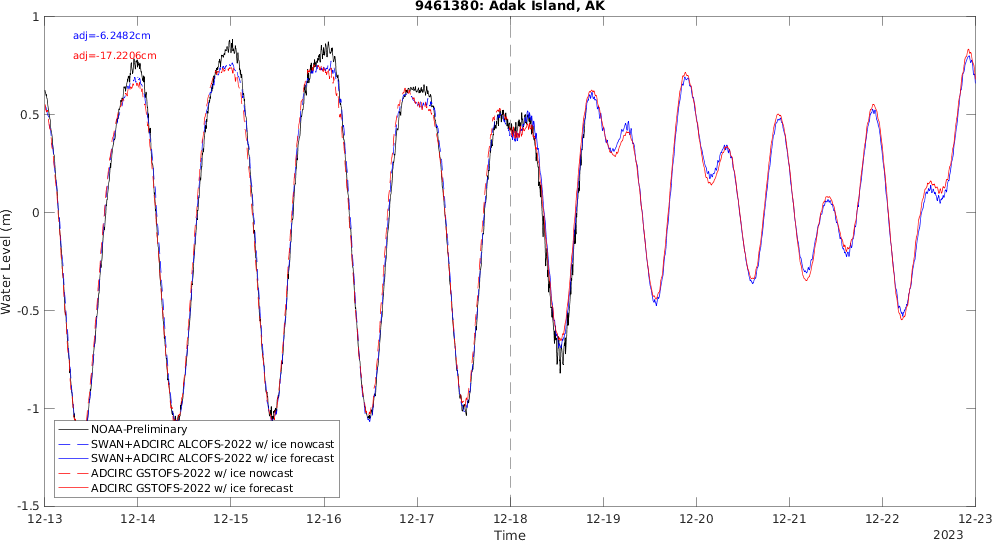 9461380: Adak Island, AK
adj=-6.2482cm
adj=-17.2206cm
1
0.5
0
-0.5
-1
-1.5
Water Level (m)
NOAA-Preliminary
SWAN+ADCIRC ALCOFS-2022 w/ ice nowcast
SWAN+ADCIRC ALCOFS-2022 w/ ice forecast
ADCIRC GSTOFS-2022 w/ ice nowcast
ADCIRC GSTOFS-2022 w/ ice forecast
12-13 12-14 12-15 12-16 12-17 12-18 12-19 12-20 12-21 12-22 12-23
Time
2023